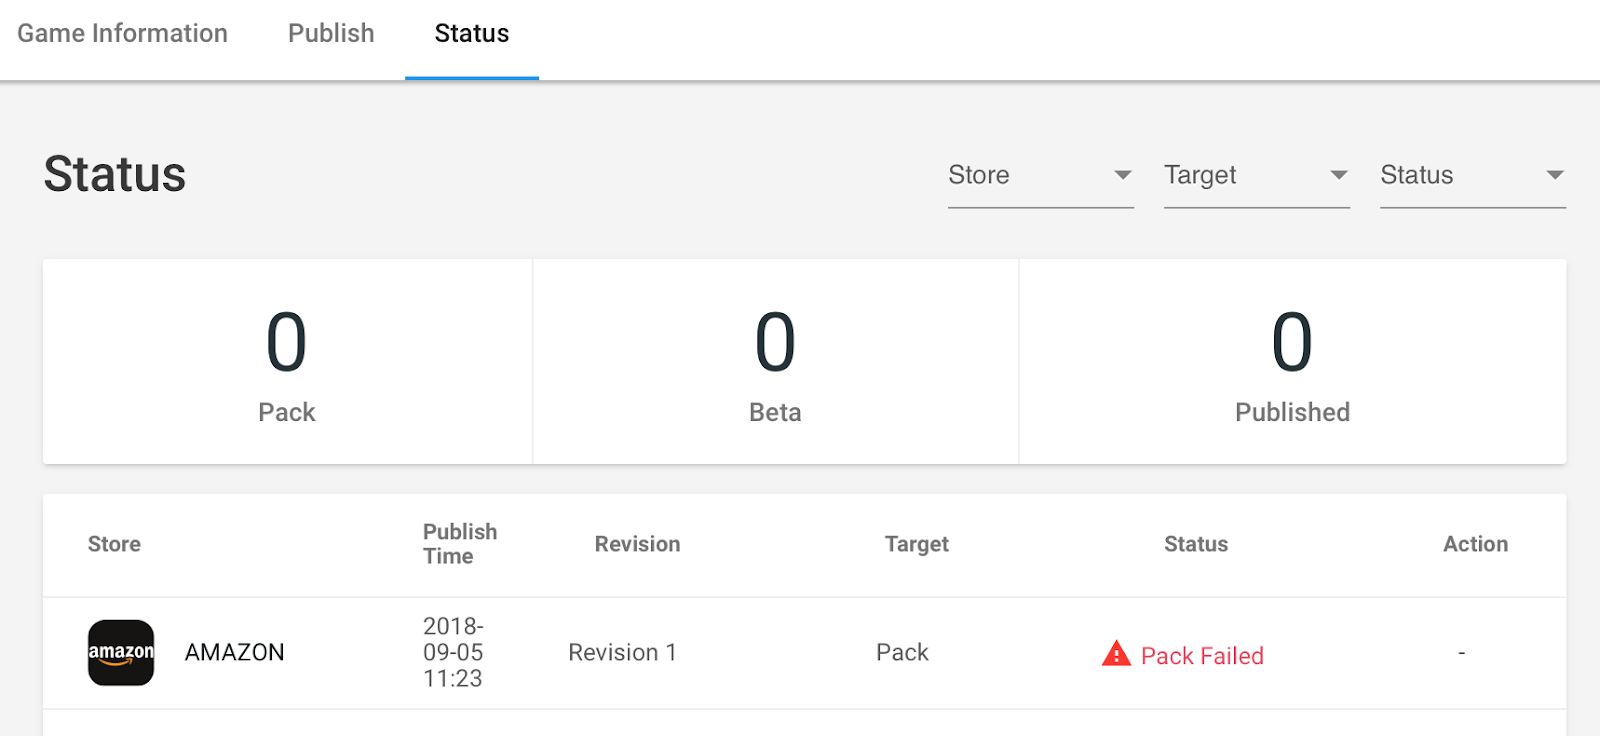 Game Information Publish Status
Status
Store Target Status
0 0 0
Pack Beta Published
Store Publish Time Revision Target Status Action
amazon AMAZON 2018-09-05 11:23 Revision 1 Pack Pack Failed -